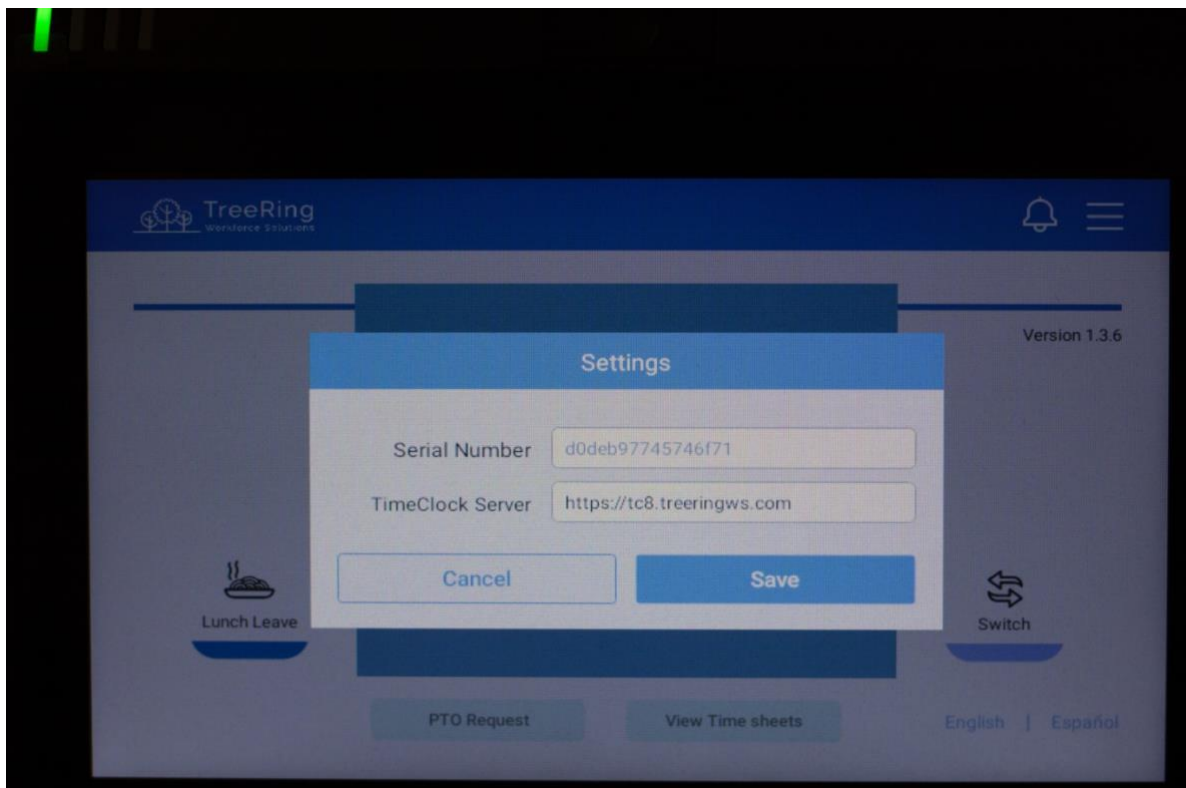 TreeRing
Workforce Solutions
Version 1.3.6
Settings
Serial Number d0deb97745746f71
TimeClock Server https://tc8.treeringws.com
Cancel Save
Lunch Leave Switch
PTO Request View Time sheets English | Español